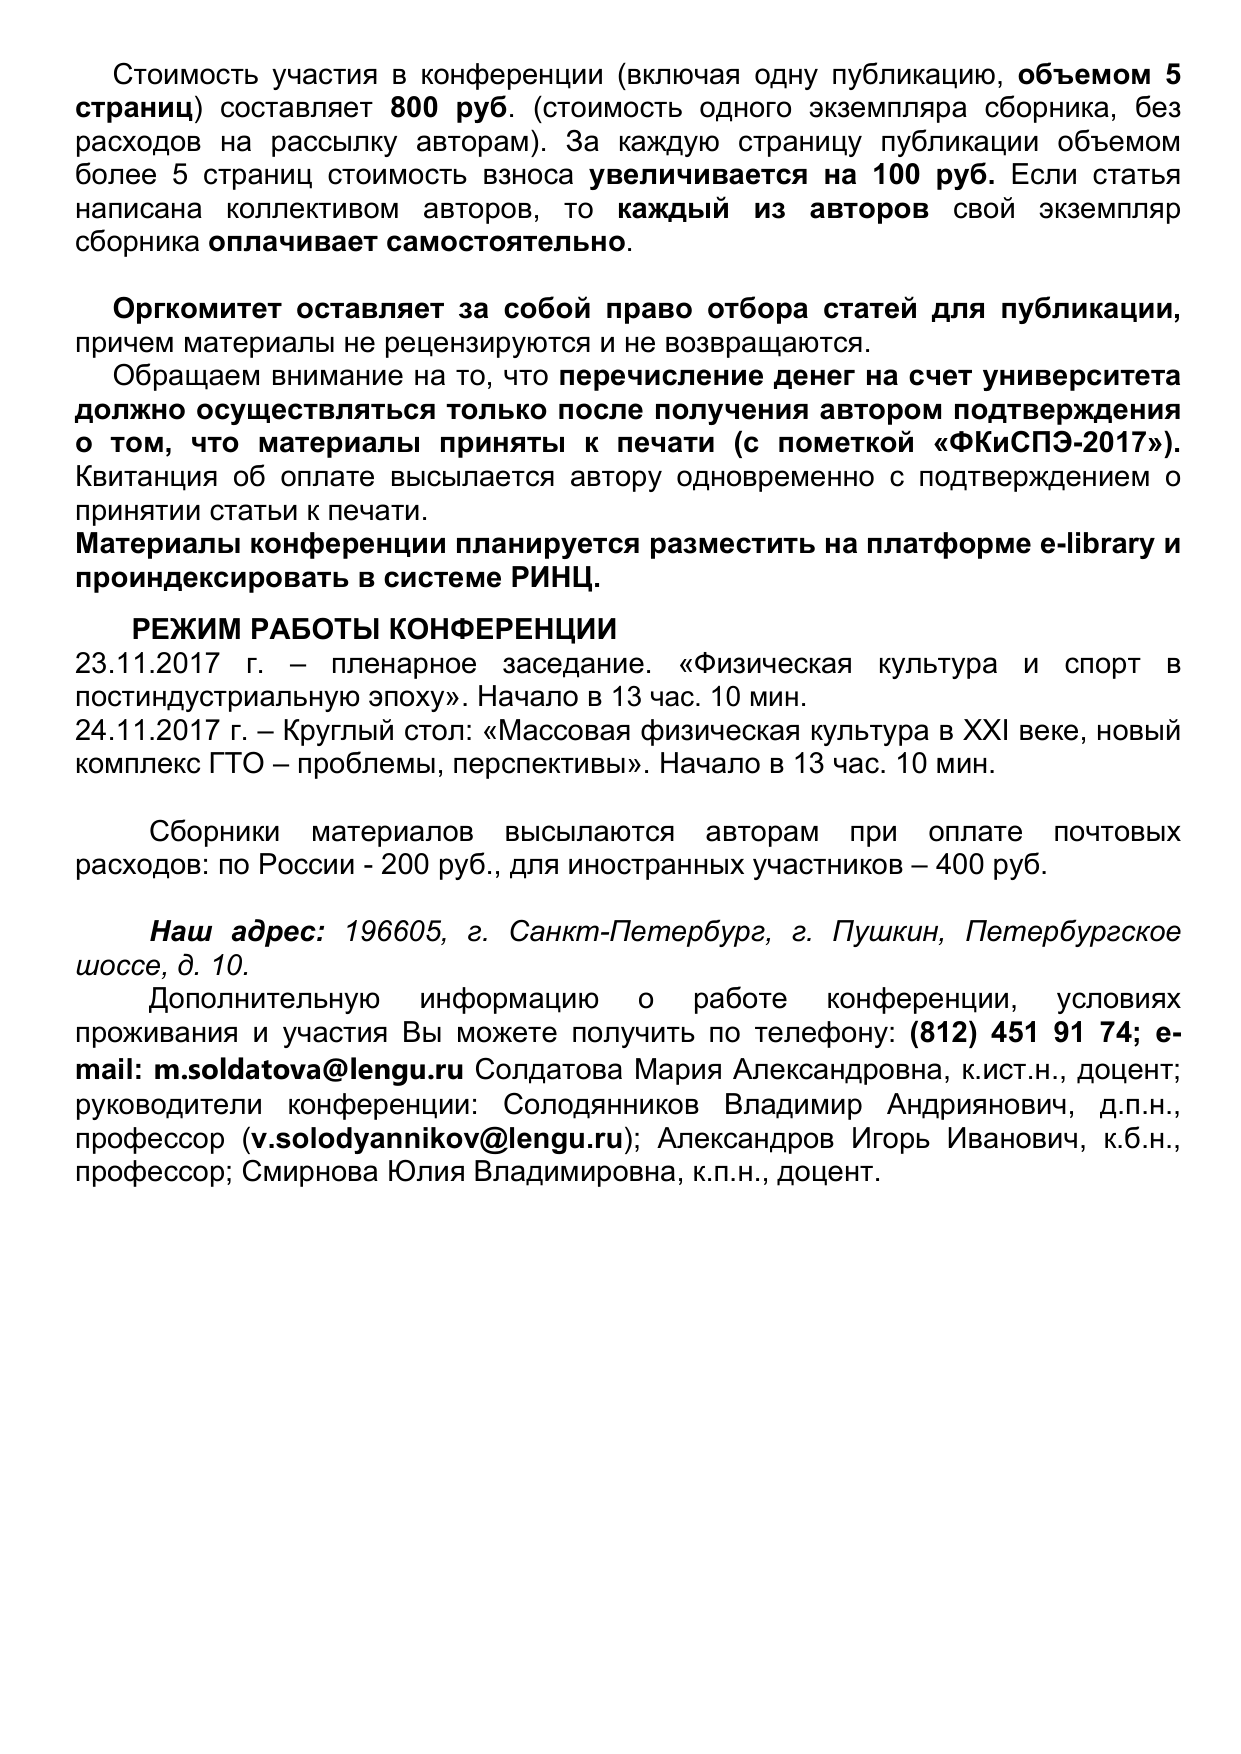 Стоимость участия в конференции (включая одну публикацию, объемом 5
страниц) составляет 800 руб. (стоимость одного экземпляра сборника, без
расходов на рассылку авторам). За каждую страницу публикации объемом
более 5 страниц стоимость взноса увеличивается на 100 руб. Если статья
написана коллективом авторов, то каждый из авторов свой экземпляр
сборника оплачивает самостоятельно.
Оргкомитет оставляет за собой право отбора статей для публикации,
причем материалы не рецензируются и не возвращаются.
Обращаем внимание на то, что перечисление денег на счет университета
должно осуществляться только после получения автором подтверждения
о том, что материалы приняты к печати (с пометкой «ФКиСПЭ-2017»).
Квитанция об оплате высылается автору одновременно с подтверждением о
принятии статьи к печати.
Материалы конференции планируется разместить на платформе e-library и
проиндексировать в системе РИНЦ.
РЕЖИМ РАБОТЫ КОНФЕРЕНЦИИ
23.11.2017 г. – пленарное заседание. «Физическая культура и спорт в
постиндустриальную эпоху». Начало в 13 час. 10 мин.
24.11.2017 г. – Круглый стол: «Массовая физическая культура в XXI веке, новый
комплекс ГТО – проблемы, перспективы». Начало в 13 час. 10 мин.
Сборники материалов высылаются авторам при оплате почтовых
расходов: по России - 200 руб., для иностранных участников – 400 руб.
Наш адрес: 196605, г. Санкт-Петербург, г. Пушкин, Петербургское
шоссе, д. 10.
Дополнительную информацию о работе конференции, условиях
проживания и участия Вы можете получить по телефону: (812) 451 91 74; e-
mail: m.soldatova@lengu.ru Солдатова Мария Александровна, к.ист.н., доцент;
руководители конференции: Солодянников Владимир Андриянович, д.п.н.,
профессор (v.solodyannikov@lengu.ru); Александров Игорь Иванович, к.б.н.,
профессор; Смирнова Юлия Владимировна, к.п.н., доцент.